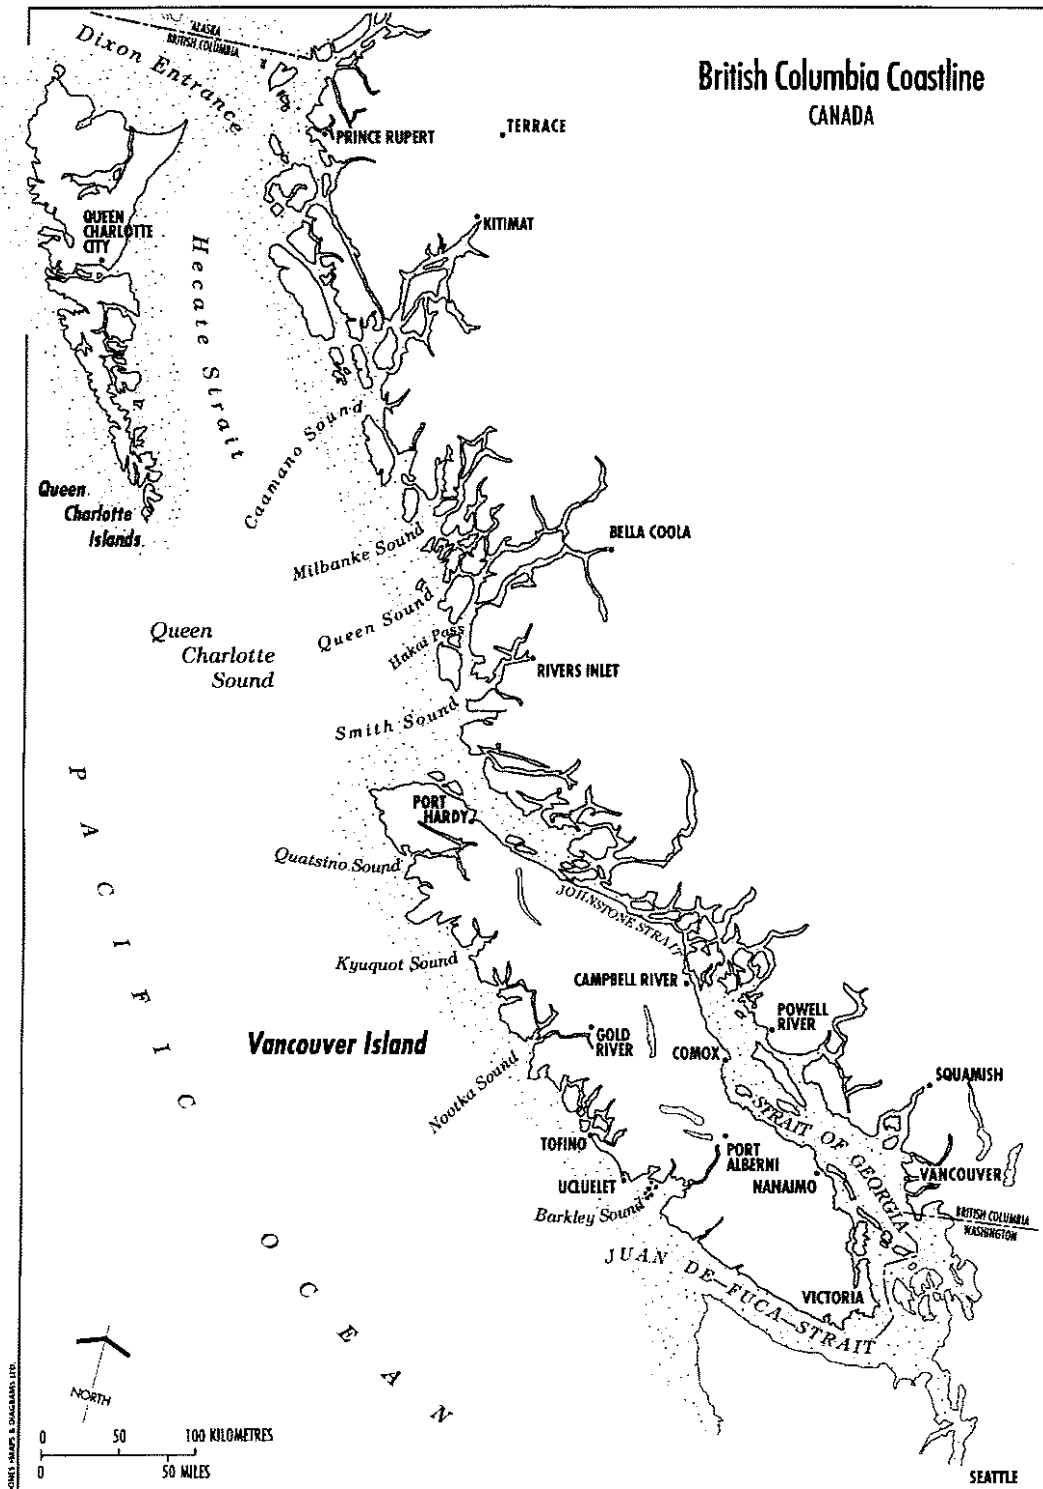 British Columbia Coastline
CANADA
ALASKA
BRITISH COLUMBIA
Dixon Entrance
PRINCE RUPERT
TERRACE
KITIMAT
QUEEN
CHARLOTTE
CITY
Hecate Strait
Caamano Sound
Queen
Charlotte
Islands
Milbanke Sound
BELLA COOLA
Queen Sound
Hakai Pass
Queen
Charlotte
Sound
RIVERS INLET
Smith Sound
PACIFIC OCEAN
PORT
HARDY
Quatsino Sound
JOHNSTONE STRAIT
Kyuquot Sound
CAMPBELL RIVER
POWELL
RIVER
Vancouver Island
GOLD
RIVER
COMOX
Nootka Sound
SQUAMISH
STRAIT OF GEORGIA
TOFINO
PORT
ALBERNI
NANAIMO
VANCOUVER
UCLUELET
Barkley Sound
BRITISH COLUMBIA
WASHINGTON
JUAN DE-FUCA-STRAIT
VICTORIA
NORTH
0 50 100 KILOMETRES
0 50 MILES
SEATTLE